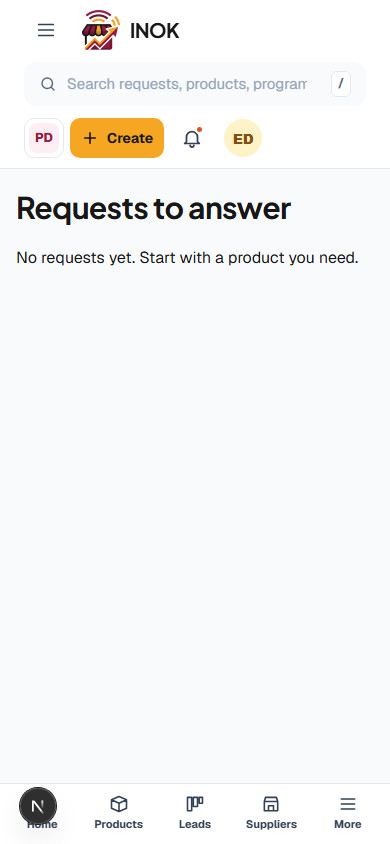 INOK
Search requests, products, program
/
PD
+ Create
ED
Requests to answer
No requests yet. Start with a product you need.
N
Home
Products
Leads
Suppliers
More